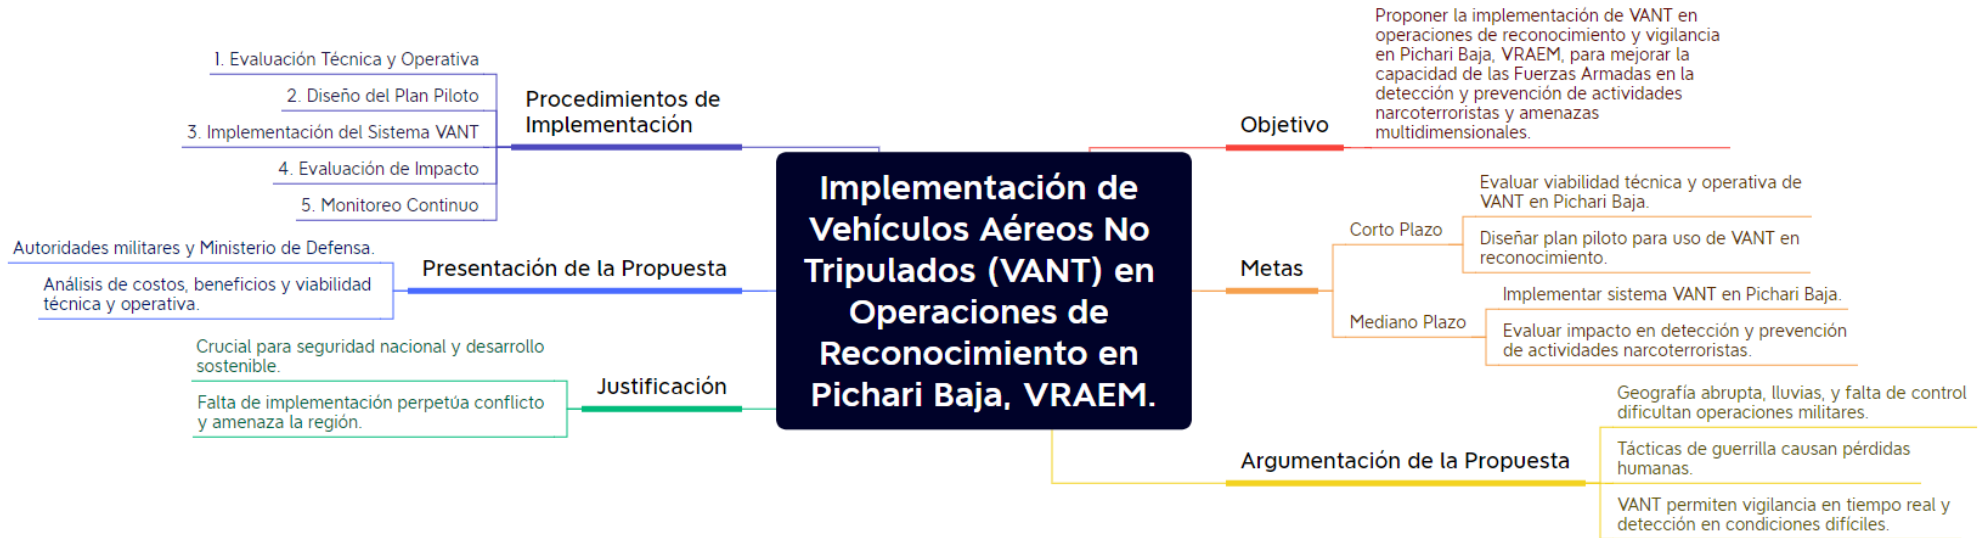 Implementación de
Vehículos Aéreos No
Tripulados (VANT) en
Operaciones de
Reconocimiento en
Pichari Baja, VRAEM.
Objetivo
Proponer la implementación de VANT en
operaciones de reconocimiento y vigilancia
en Pichari Baja, VRAEM, para mejorar la
capacidad de las Fuerzas Armadas en la
detección y prevención de actividades
narcoterroristas y amenazas
multidimensionales.
Metas
Corto Plazo
Evaluar viabilidad técnica y operativa de
VANT en Pichari Baja.
Diseñar plan piloto para uso de VANT en
reconocimiento.
Mediano Plazo
Implementar sistema VANT en Pichari Baja.
Evaluar impacto en detección y prevención
de actividades narcoterroristas.
Argumentación de la Propuesta
Geografía abrupta, lluvias, y falta de control
dificultan operaciones militares.
Tácticas de guerrilla causan pérdidas
humanas.
VANT permiten vigilancia en tiempo real y
detección en condiciones difíciles.
Procedimientos de
Implementación
1. Evaluación Técnica y Operativa
2. Diseño del Plan Piloto
3. Implementación del Sistema VANT
4. Evaluación de Impacto
5. Monitoreo Continuo
Presentación de la Propuesta
Autoridades militares y Ministerio de Defensa.
Análisis de costos, beneficios y viabilidad
técnica y operativa.
Justificación
Crucial para seguridad nacional y desarrollo
sostenible.
Falta de implementación perpetúa conflicto
y amenaza la región.